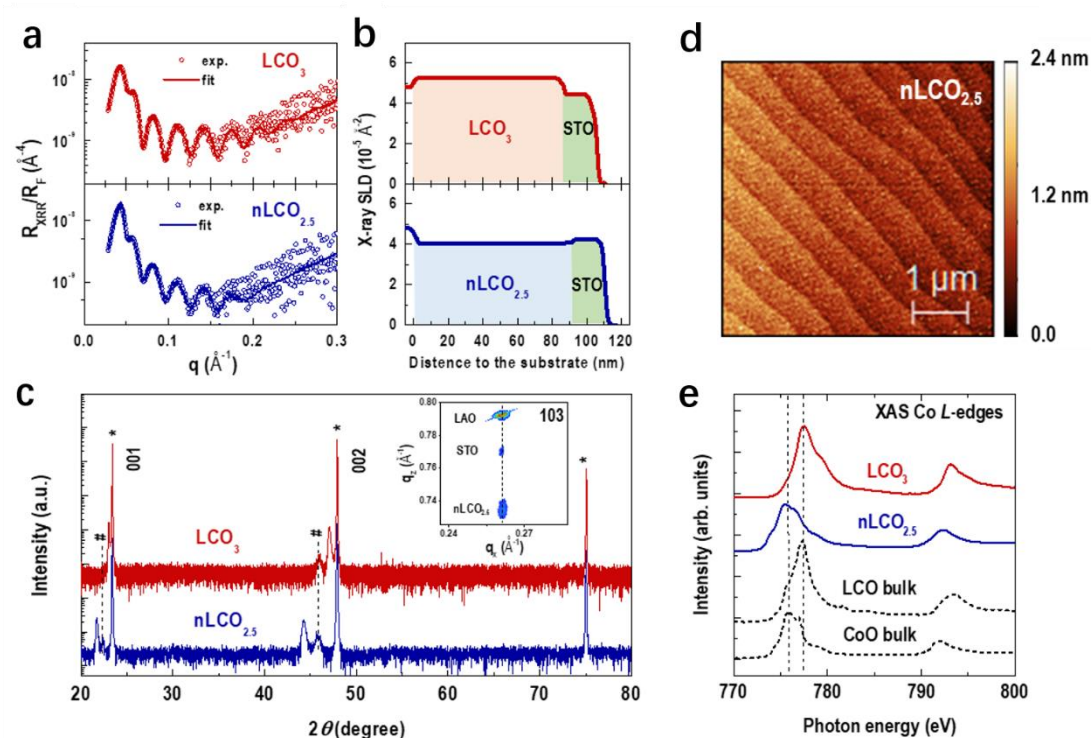 a
exp.
fit
LCO3
10-8
10-9
nLCO2.5
exp.
fit
10-8
10-9
RXRR/RF (Å-4)
0.0 0.1 0.2 0.3
q (Å-1)
b
6
4
2
0
LCO3
STO
6
4
2
0
nLCO2.5
STO
X-ray SLD (10-5 Å-2)
0 20 40 60 80 100 120
Distence to the substrate (nm)
d
nLCO2.5
1 μm
2.4 nm
1.2 nm
0.0
c
*
001
#
LCO3
nLCO2.5
*
002
#
*
0.80
0.76
0.74
qz (Å-1)
LAO
STO
nLCO2.5
103
0.24 0.27
qx (Å-1)
Intensity (a.u.)
20 30 40 50 60 70 80
2θ (degree)
e
XAS Co L-edges
LCO3
nLCO2.5
LCO bulk
CoO bulk
Intensity (arb. units)
770 780 790 800
Photon energy (eV)